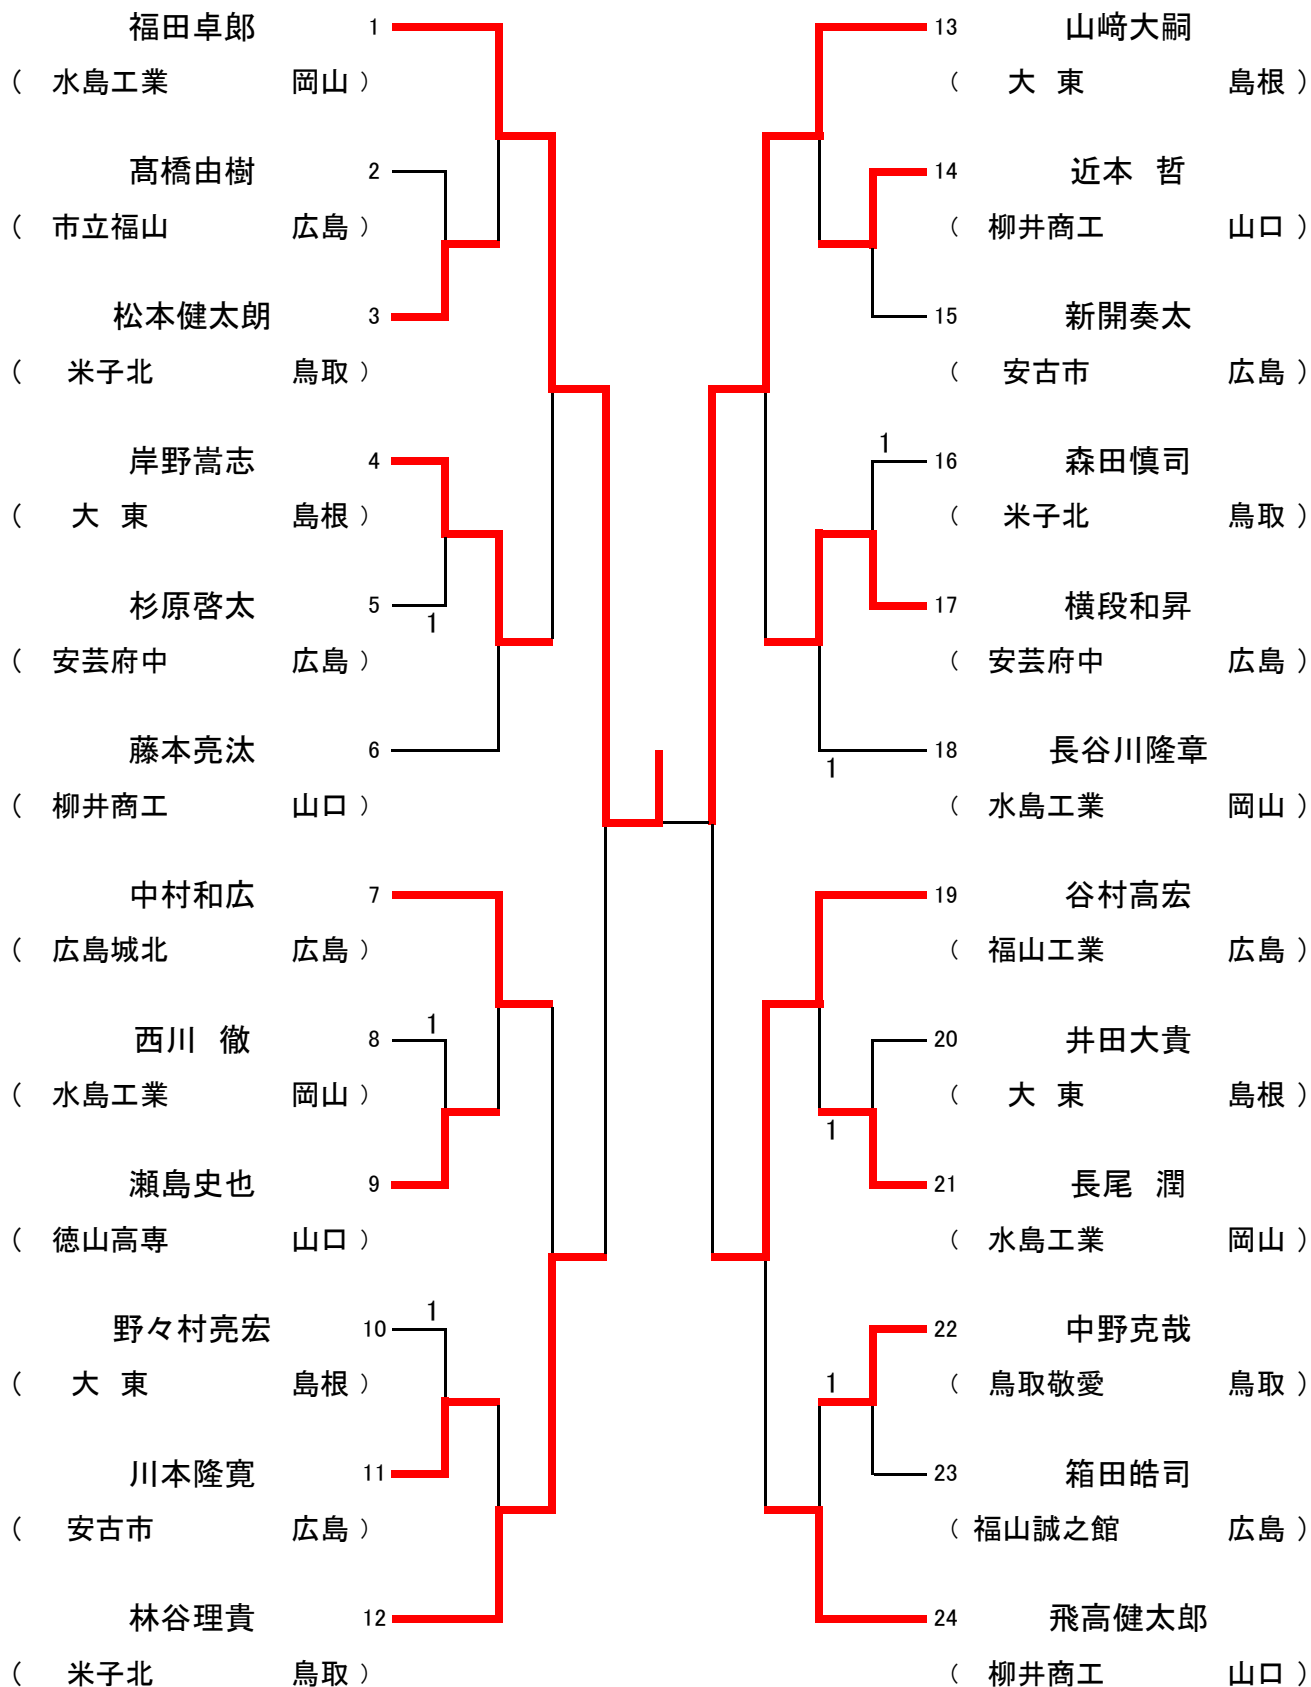 福田卓郎 1
( 水島工業 岡山 )
髙橋由樹 2
( 市立福山 広島 )
松本健太朗 3
( 米子北 鳥取 )
岸野嵩志 4
( 大 東 島根 )
杉原啓太 5
1
( 安芸府中 広島 )
藤本亮汰 6
( 柳井商工 山口 )
中村和広 7
( 広島城北 広島 )
1
西川 徹 8
( 水島工業 岡山 )
瀬島史也 9
( 徳山高専 山口 )
1
野々村亮宏 10
( 大 東 島根 )
川本隆寛 11
( 安古市 広島 )
林谷理貴 12
( 米子北 鳥取 )
13 山﨑大嗣
( 大 東 島根 )
14 近本 哲
( 柳井商工 山口 )
15 新開奏太
( 安古市 広島 )
1
16 森田慎司
( 米子北 鳥取 )
17 横段和昇
( 安芸府中 広島 )
18 長谷川隆章
1
( 水島工業 岡山 )
19 谷村高宏
( 福山工業 広島 )
20 井田大貴
( 大 東 島根 )
1
21 長尾 潤
( 水島工業 岡山 )
22 中野克哉
1
( 鳥取敬愛 鳥取 )
23 箱田皓司
( 福山誠之館 広島 )
24 飛高健太郎
( 柳井商工 山口 )